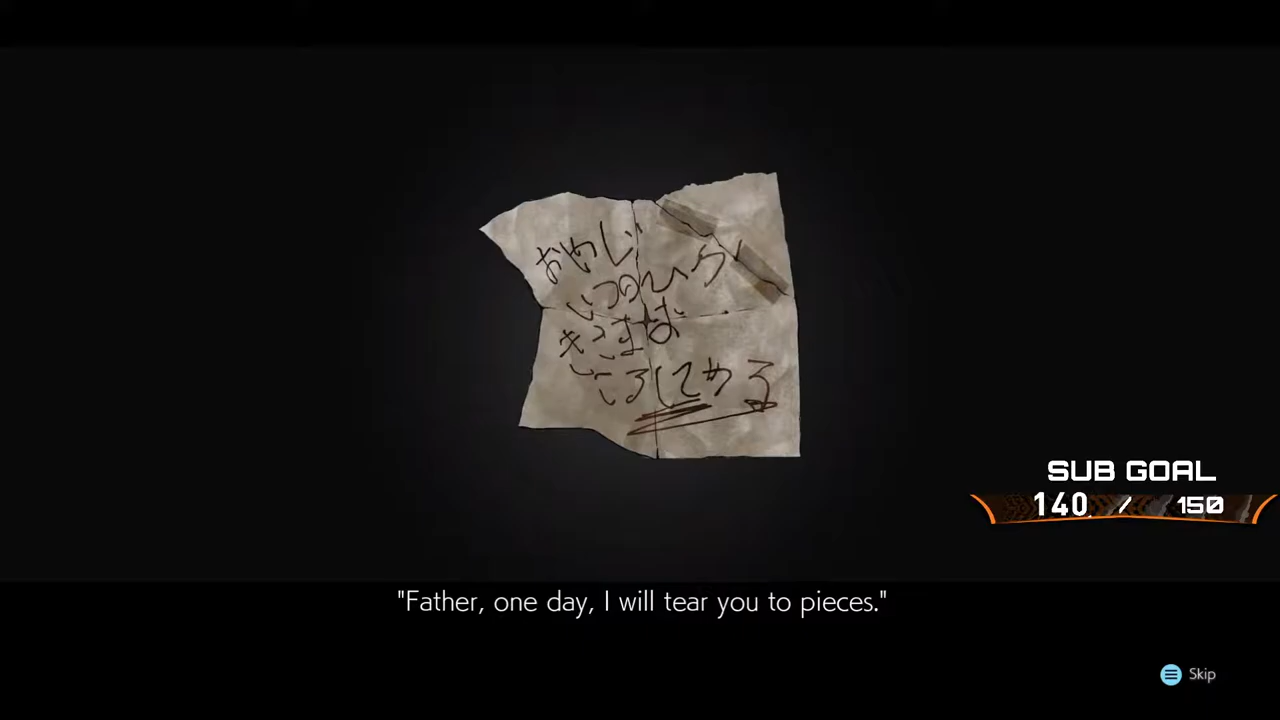 おやじ
いつのひか
きさま
ころしてやる
SUB GOAL
140 / 150
"Father, one day, I will tear you to pieces."
Skip